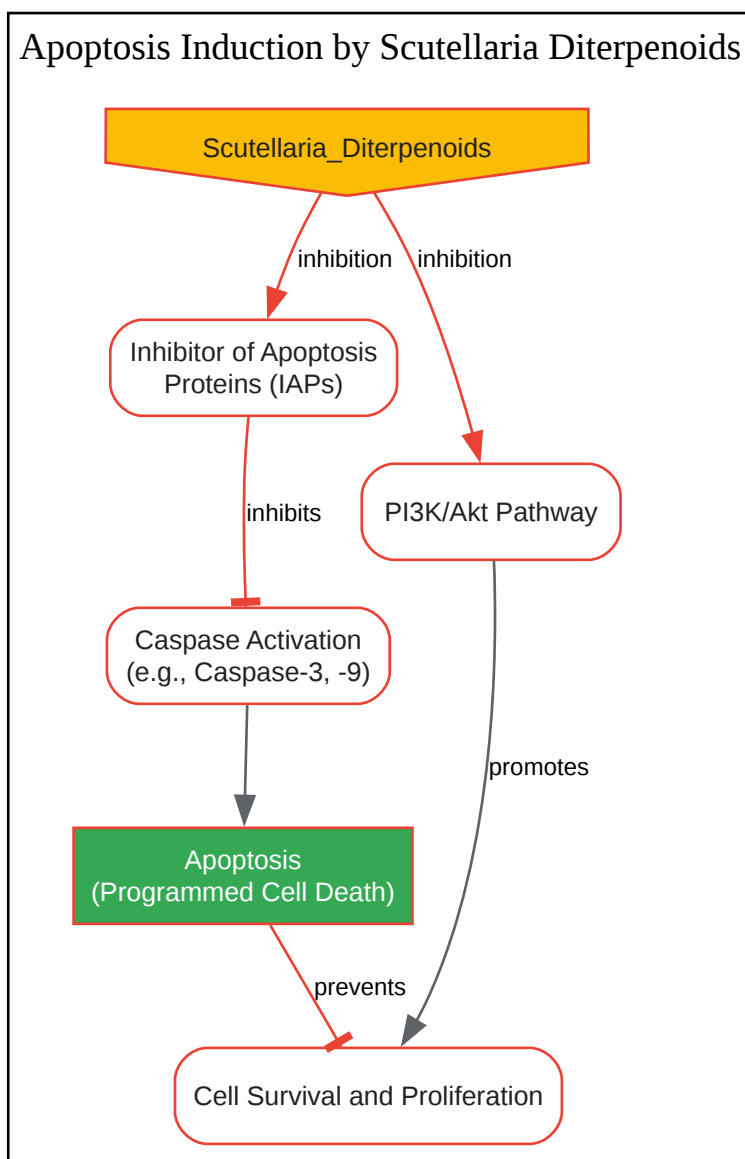 Apoptosis Induction by Scutellaria Diterpenoids
Scutellaria_Diterpenoids
inhibition
inhibition
Inhibitor of Apoptosis
Proteins (IAPs)
PI3K/Akt Pathway
inhibits
Caspase Activation
(e.g., Caspase-3, -9)
promotes
Apoptosis
(Programmed Cell Death)
prevents
Cell Survival and Proliferation